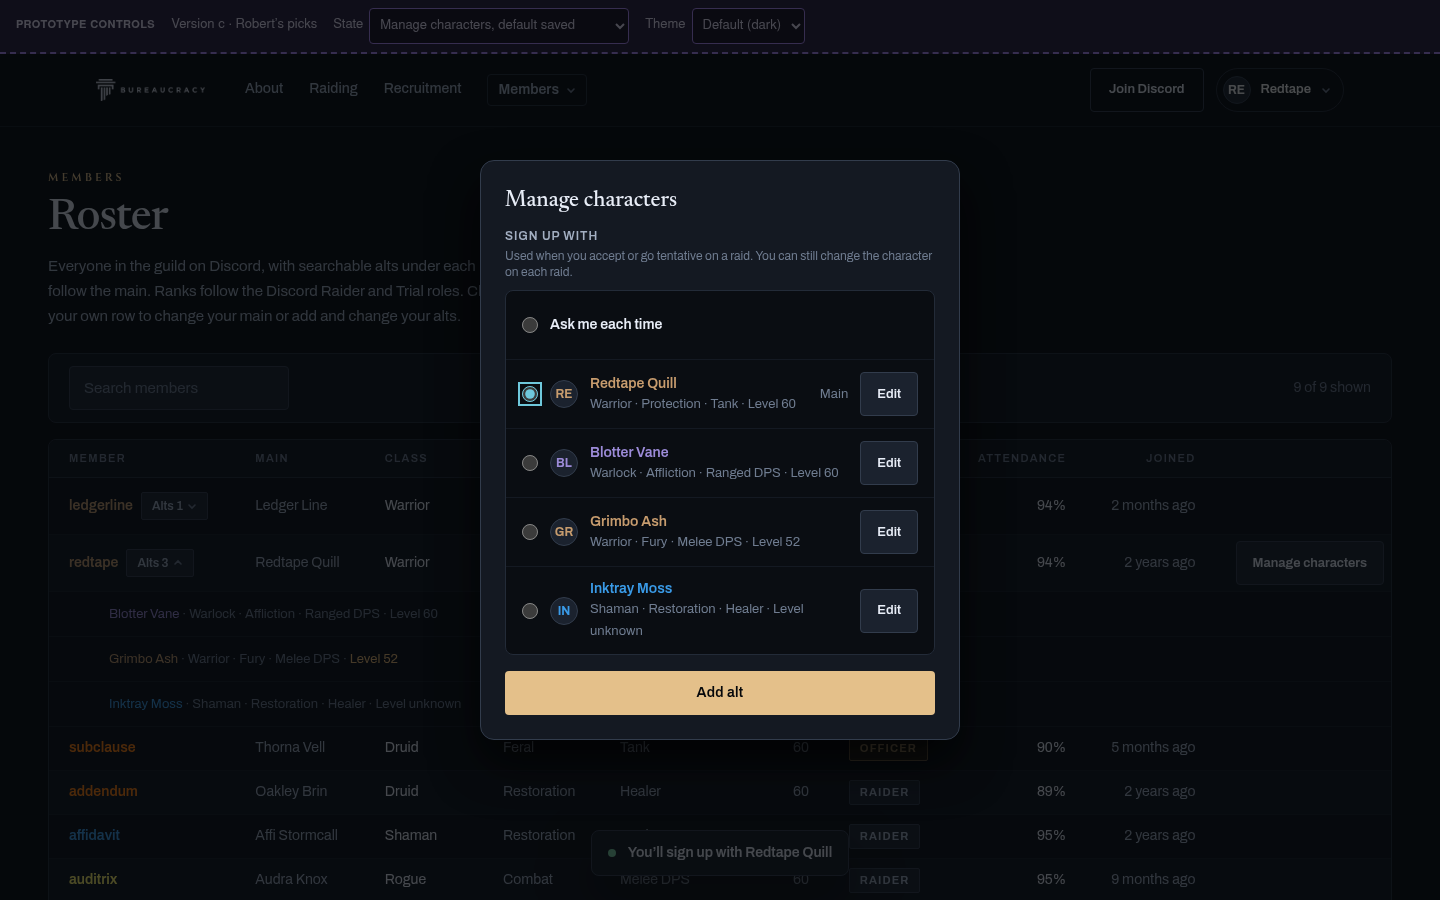 PROTOTYPE CONTROLS Version c · Robert's picks State Manage characters, default saved Theme Default (dark)
BUREAUCRACY About Raiding Recruitment Members Join Discord RE Redtape
MEMBERS
Roster
Everyone in the guild on Discord, with searchable alts under each
follow the main. Ranks follow the Discord Raider and Trial roles.
your own row to change your main or add and change your alts.
Search members 9 of 9 shown
MEMBER MAIN CLASS ATTENDANCE JOINED
ledgerline Alts 1 Ledger Line Warrior 94% 2 months ago
redtape Alts 3 Redtape Quill Warrior 94% 2 years ago Manage characters
Blotter Vane · Warlock · Affliction · Ranged DPS · Level 60
Grimbo Ash · Warrior · Fury · Melee DPS · Level 52
Inktray Moss · Shaman · Restoration · Healer · Level unknown
subclause Thorna Vell Druid Feral Tank 60 OFFICER 90% 5 months ago
addendum Oakley Brin Druid Restoration Healer 60 RAIDER 89% 2 years ago
affidavit Affi Stormcall Shaman Restoration RAIDER 95% 2 years ago
auditrix Audra Knox Rogue Combat Melee DPS 60 RAIDER 95% 9 months ago
Manage characters
SIGN UP WITH
Used when you accept or go tentative on a raid. You can still change the character
on each raid.
Ask me each time
RE Redtape Quill
Warrior · Protection · Tank · Level 60 Main Edit
BL Blotter Vane
Warlock · Affliction · Ranged DPS · Level 60 Edit
GR Grimbo Ash
Warrior · Fury · Melee DPS · Level 52 Edit
IN Inktray Moss
Shaman · Restoration · Healer · Level
unknown Edit
Add alt
You'll sign up with Redtape Quill